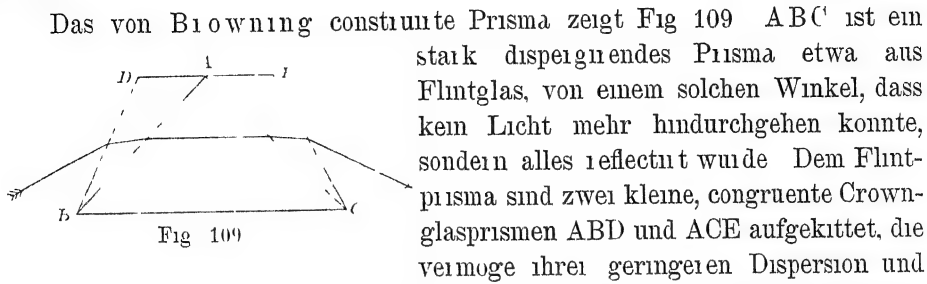 Das von Browning construirte Prisma zeigt Fig 109 ABC ist ein
stark dispergirendes Prisma etwa aus
Flintglas, von einem solchen Winkel, dass
kein Licht mehr hindurchgehen konnte,
sondern alles reflectirt wurde Dem Flint-
prisma sind zwei kleine, congruente Crown-
glasprismen ABD und ACE aufgekittet, die
vermoge ihrer geringeren Dispersion und
D A
B C
Fig 109